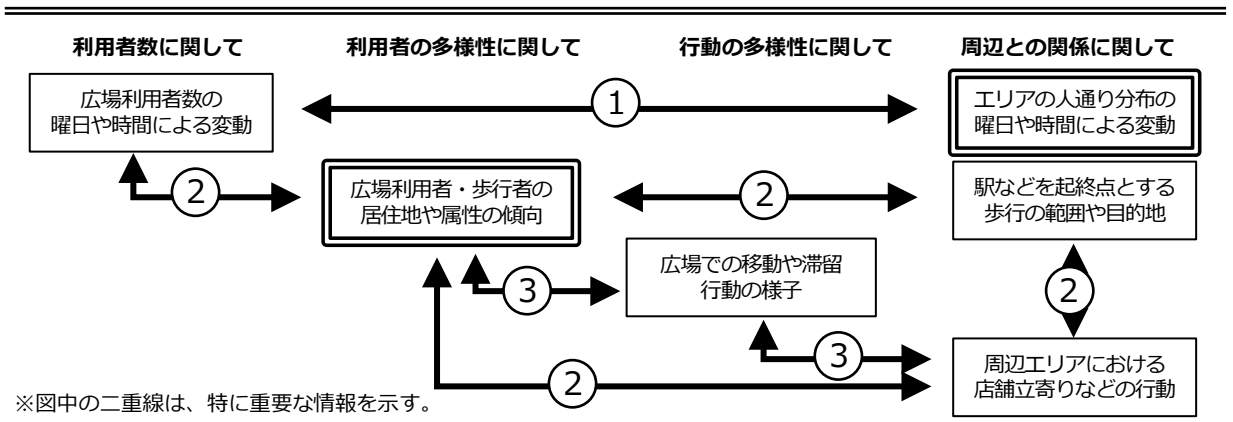 利用者数に関して
利用者の多様性に関して
行動の多様性に関して
周辺との関係に関して
広場利用者数の
曜日や時間による変動
1
エリアの人通り分布の
曜日や時間による変動
2
広場利用者・歩行者の
居住地や属性の傾向
2
駅などを起終点とする
歩行の範囲や目的地
3
広場での移動や滞留
行動の様子
2
3
周辺エリアにおける
店舗立寄りなどの行動
2
※図中の二重線は、特に重要な情報を示す。